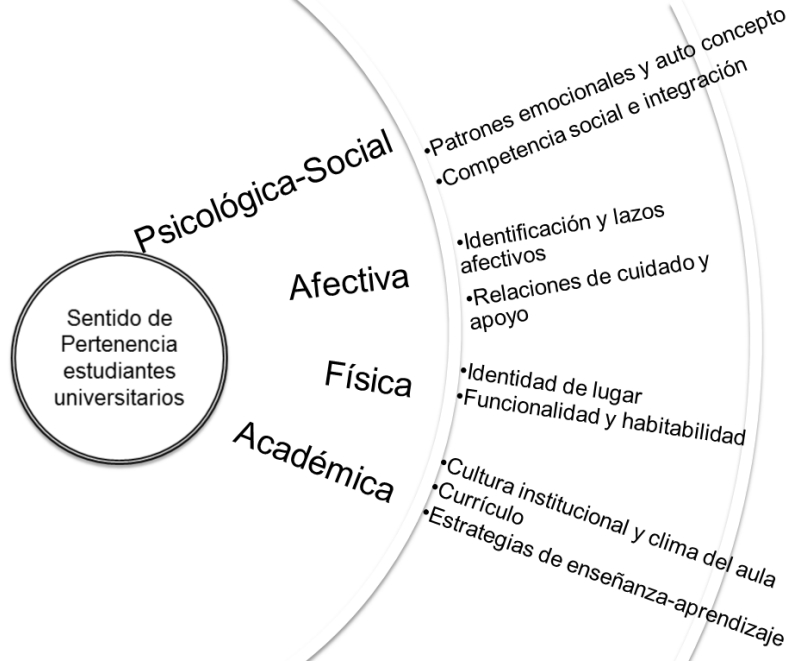 Sentido de
Pertenencia
estudiantes
universitarios
Psicológica-Social
•Patrones emocionales y auto concepto
•Competencia social e integración
Afectiva
•Identificación y lazos
afectivos
•Relaciones de cuidado y
apoyo
Física
•Identidad de lugar
•Funcionalidad y habitabilidad
Académica
•Cultura institucional y clima del aula
•Currículo
•Estrategias de enseñanza-aprendizaje